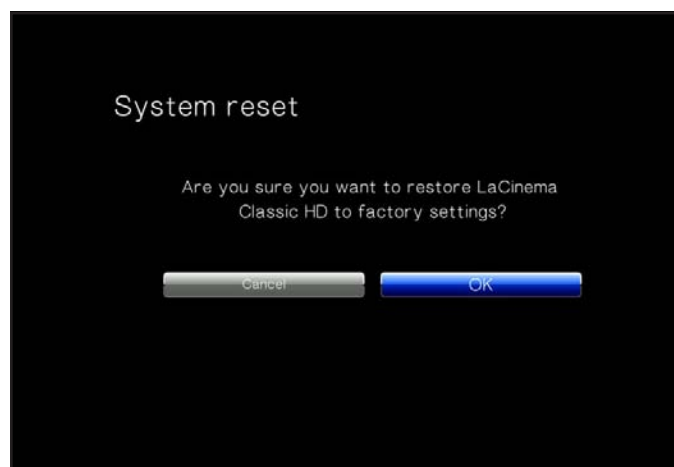 System reset
Are you sure you want to restore LaCinema
Classic HD to factory settings?
Cancel
OK